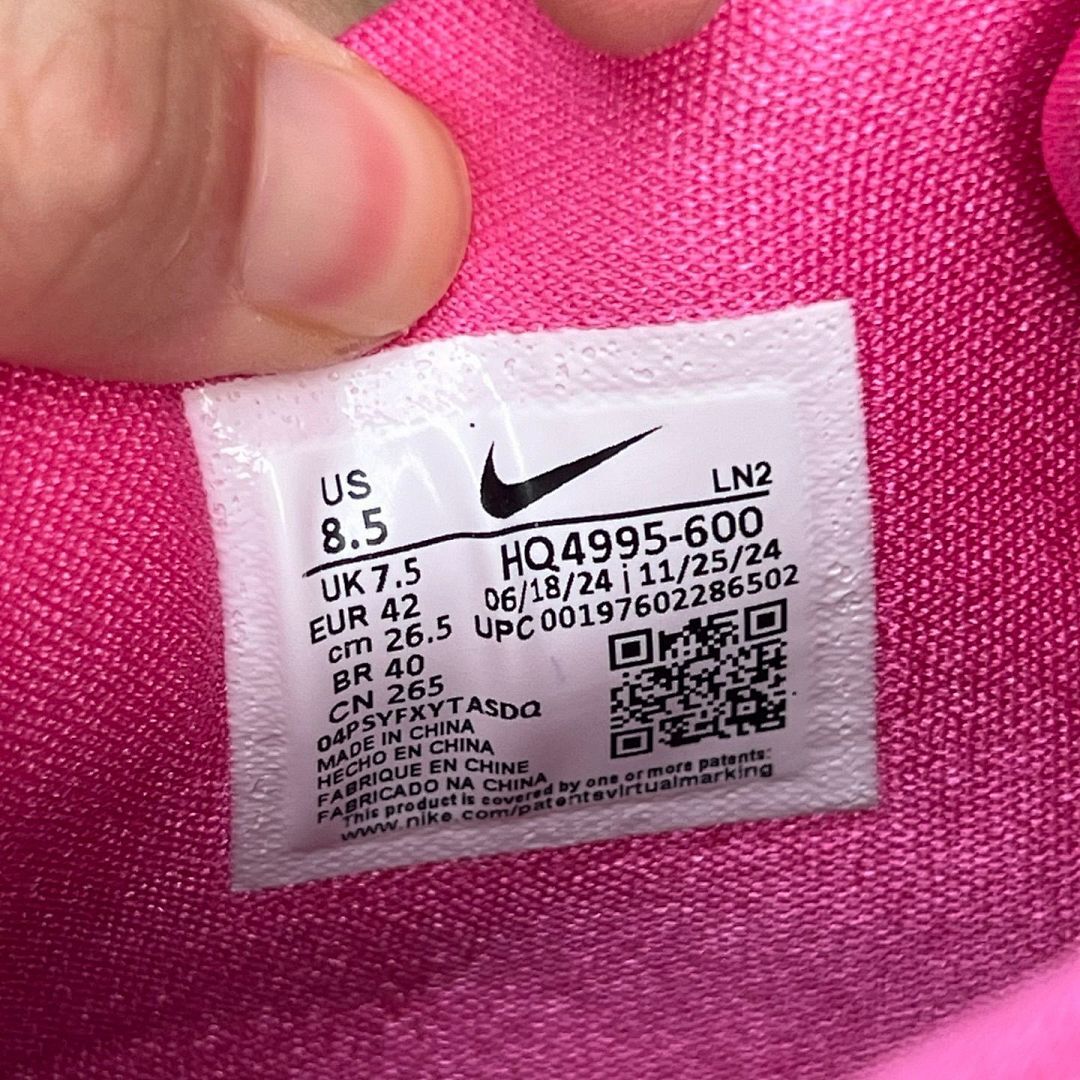 US
8.5
LN2
UK 7.5
HQ4995-600
EUR 42
06/18/24 | 11/25/24
cm 26.5
UPC 00197602286502
BR 40
CN 265
04PSYFXYTASDQ
MADE IN CHINA
HECHO EN CHINA
FABRIQUE EN CHINE
FABRICADO NA CHINA
This product is covered by one or more patents:
www.nike.com/patentsvirtualmarking